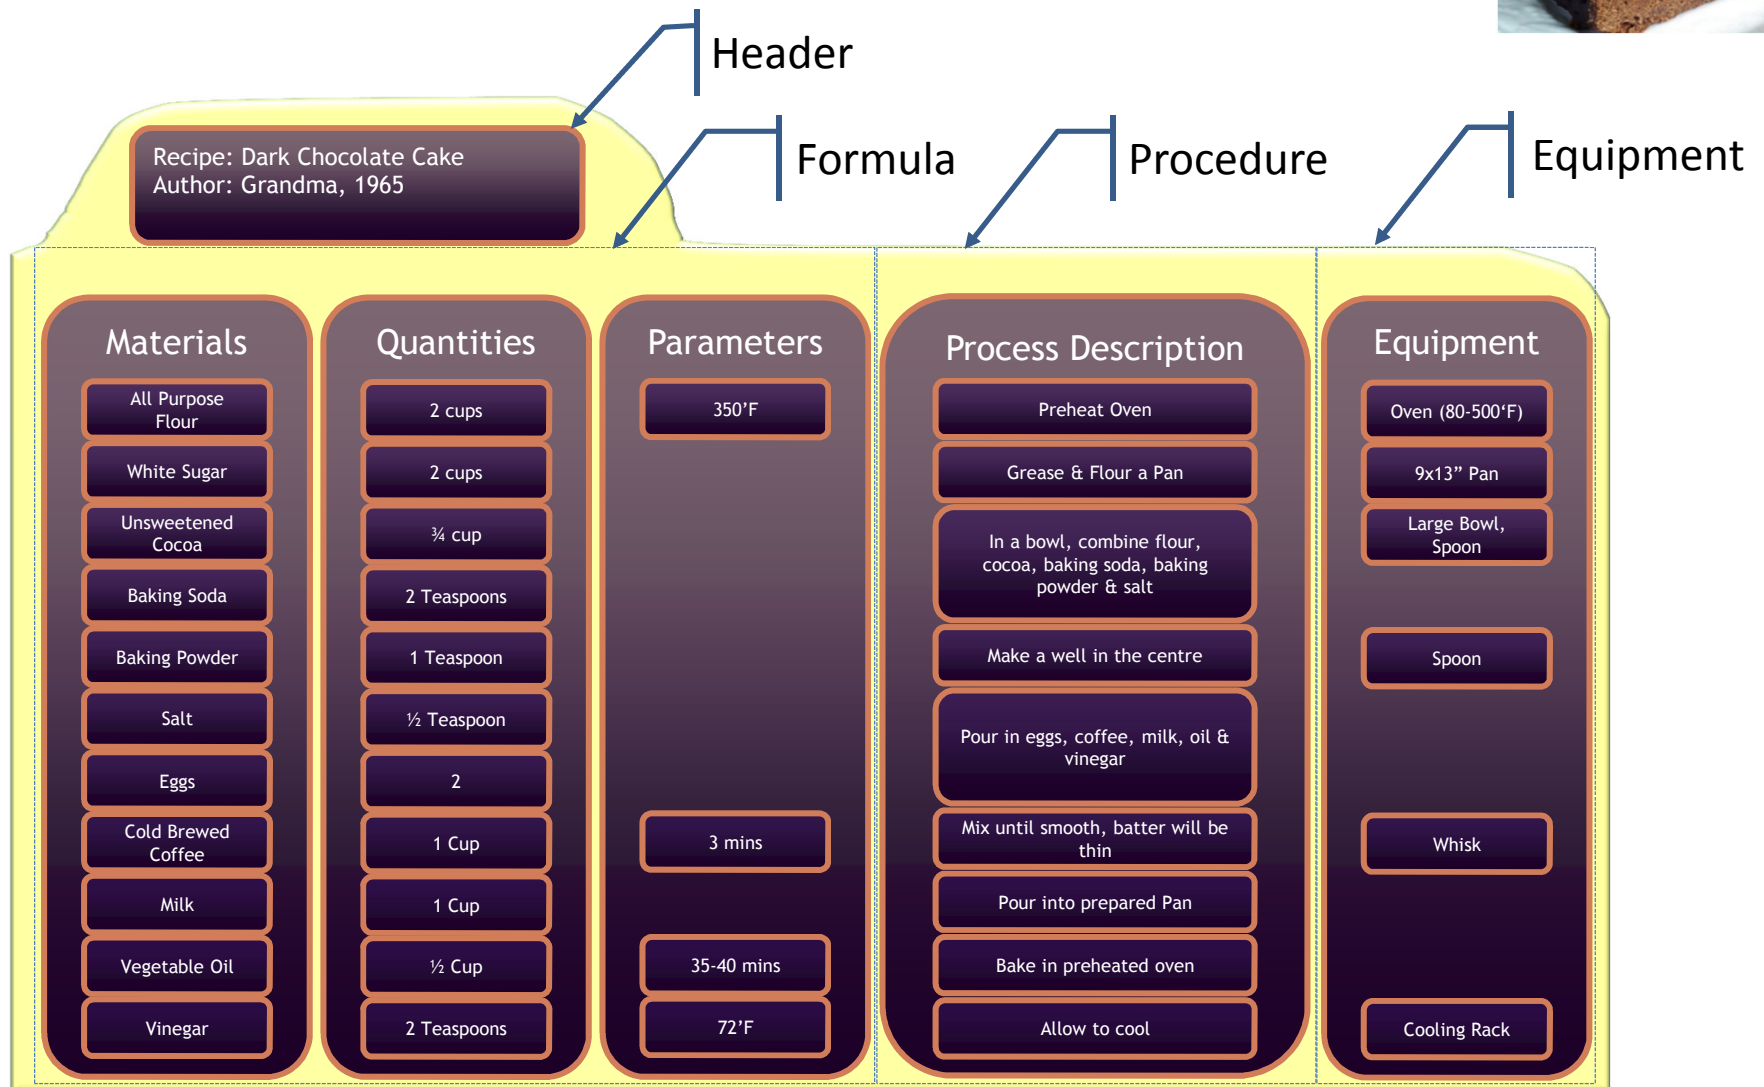 Header
Formula
Procedure
Equipment
Recipe: Dark Chocolate Cake
Author: Grandma, 1965
Materials
All Purpose
Flour
White Sugar
Unsweetened
Cocoa
Baking Soda
Baking Powder
Salt
Eggs
Cold Brewed
Coffee
Milk
Vegetable Oil
Vinegar
Quantities
2 cups
2 cups
¾ cup
2 Teaspoons
1 Teaspoon
½ Teaspoon
2
1 Cup
1 Cup
½ Cup
2 Teaspoons
Parameters
350’F
3 mins
35-40 mins
72’F
Process Description
Preheat Oven
Grease & Flour a Pan
In a bowl, combine flour,
cocoa, baking soda, baking
powder & salt
Make a well in the centre
Pour in eggs, coffee, milk, oil &
vinegar
Mix until smooth, batter will be
thin
Pour into prepared Pan
Bake in preheated oven
Allow to cool
Equipment
Oven (80-500‘F)
9x13” Pan
Large Bowl,
Spoon
Spoon
Whisk
Cooling Rack